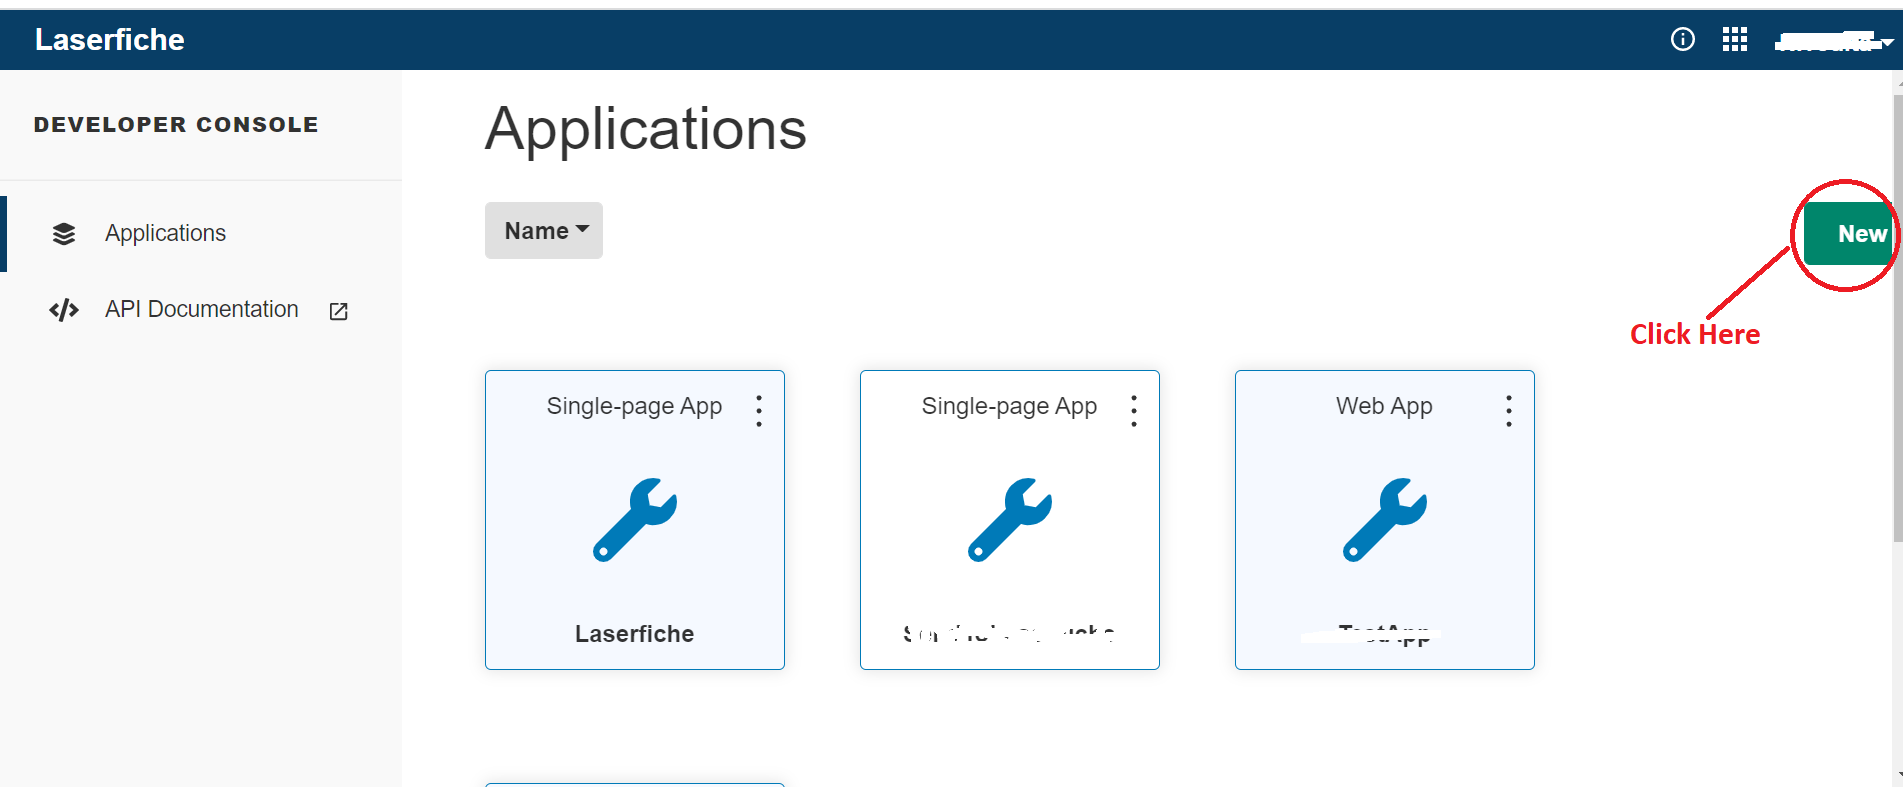 Laserfiche
DEVELOPER CONSOLE
Applications
API Documentation
Applications
Name
New
Click Here
Single-page App
Single-page App
Web App
Laserfiche
TestApp